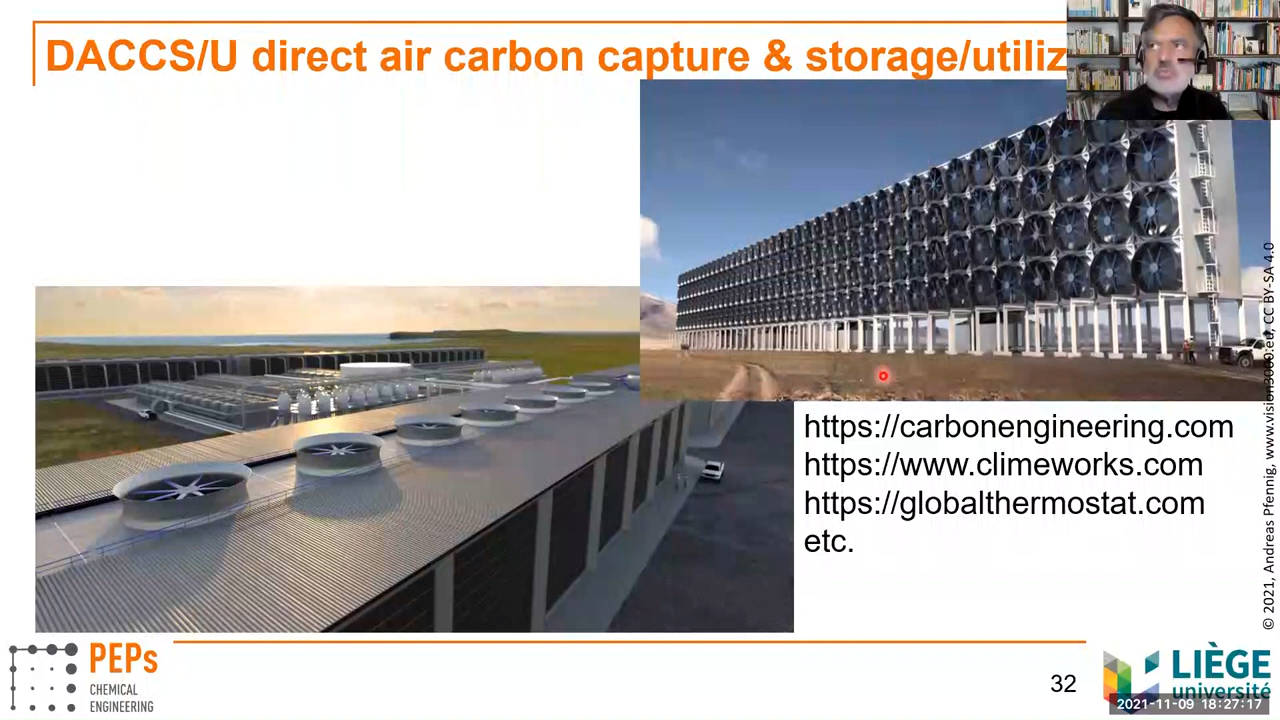 DACCS/U direct air carbon capture & storage/utiliz
https://carbonengineering.com
https://www.climeworks.com
https://globalthermostat.com
etc.
© 2021, Andreas Pfennig, www.vision3000.eu, CC BY-SA 4.0
PEPs
CHEMICAL
ENGINEERING
32
LIÈGE
université
2021-11-09 18:27:17